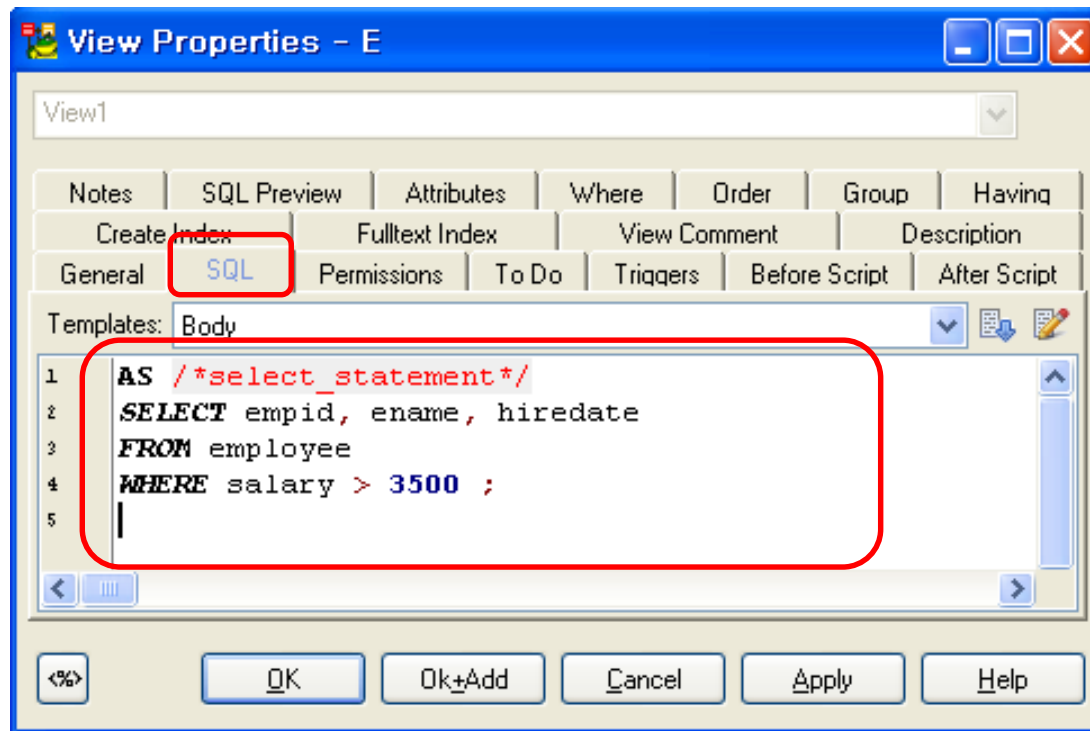 View Properties - E
View1
Notes SQL Preview Attributes Where Order Group Having
Create Index Fulltext Index View Comment Description
General SQL Permissions To Do Triggers Before Script After Script
Templates: Body
1 AS /*select_statement*/
2 SELECT empid, ename, hiredate
3 FROM employee
4 WHERE salary > 3500 ;
5
<%> OK Ok+Add Cancel Apply Help